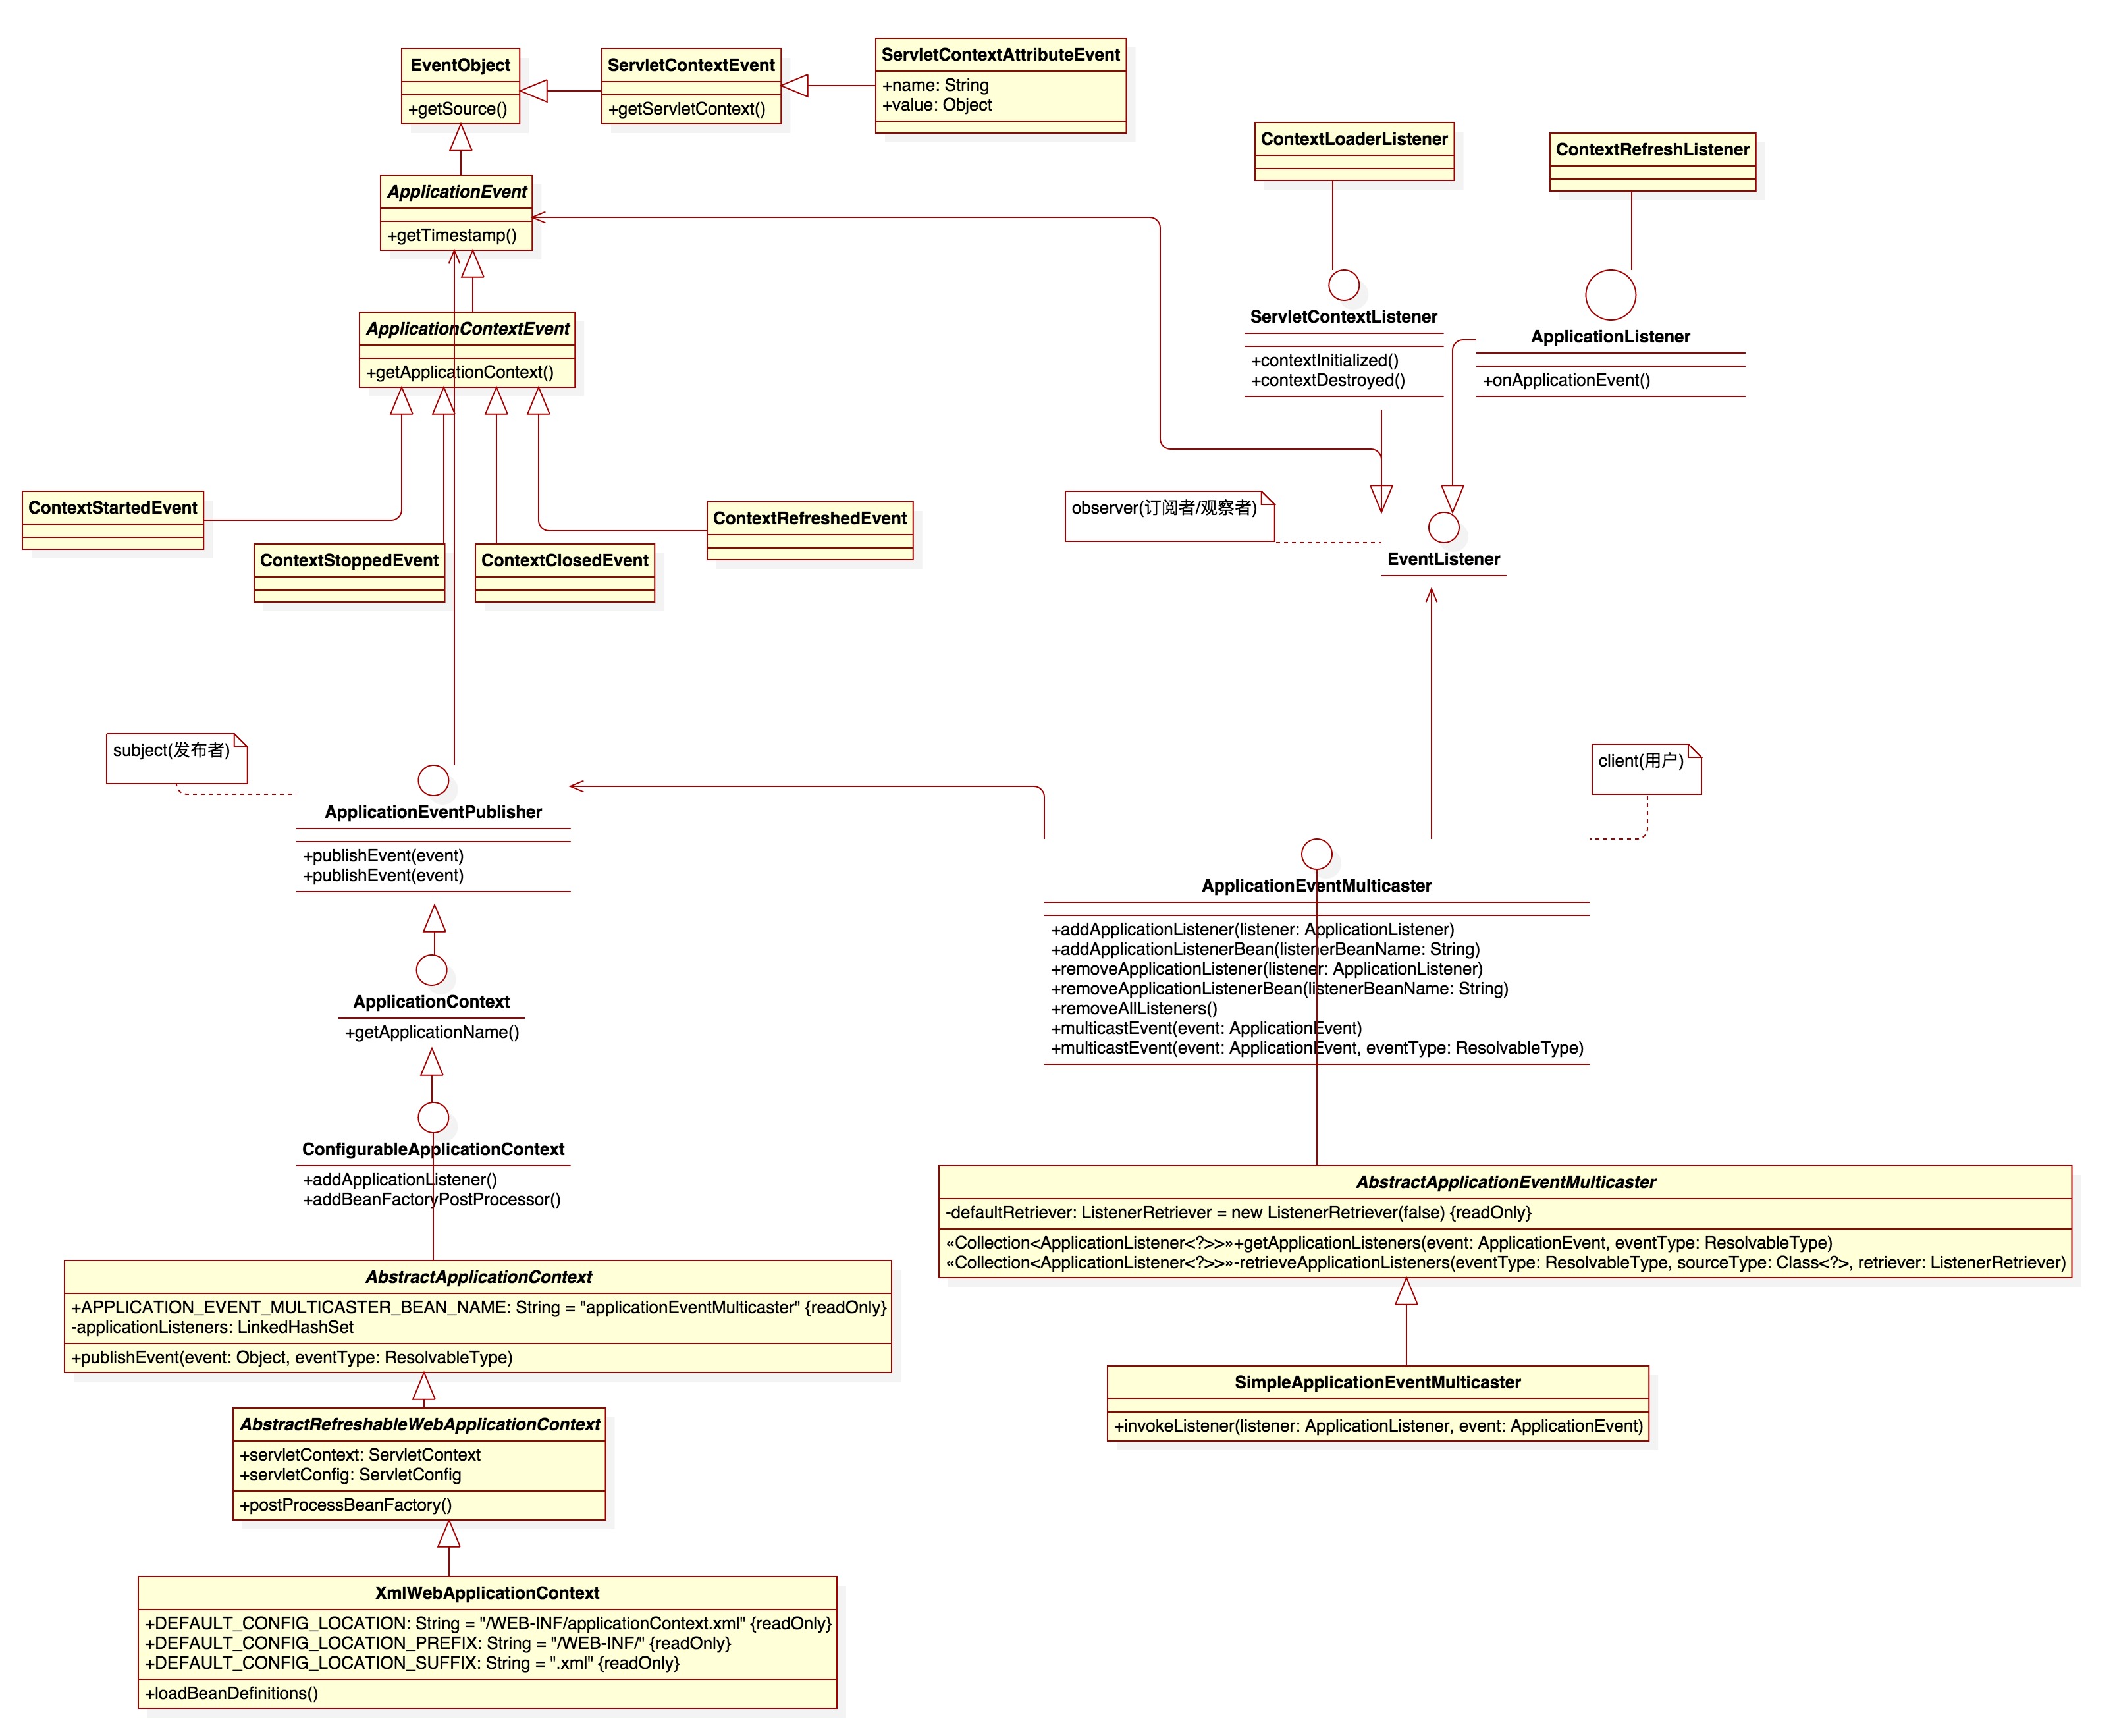 EventObject
+getSource()
ServletContextEvent
+getServletContext()
ServletContextAttributeEvent
+name: String
+value: Object
ContextLoaderListener
ContextRefreshListener
ApplicationEvent
+getTimestamp()
ServletContextListener
+contextInitialized()
+contextDestroyed()
ApplicationListener
+onApplicationEvent()
ApplicationContextEvent
+getApplicationContext()
ContextStartedEvent
ContextStoppedEvent
ContextClosedEvent
ContextRefreshedEvent
observer(订阅者/观察者)
EventListener
subject(发布者)
client(用户)
ApplicationEventPublisher
+publishEvent(event)
+publishEvent(event)
ApplicationEventMulticaster
+addApplicationListener(listener: ApplicationListener)
+addApplicationListenerBean(listenerBeanName: String)
+removeApplicationListener(listener: ApplicationListener)
+removeApplicationListenerBean(listenerBeanName: String)
+removeAllListeners()
+multicastEvent(event: ApplicationEvent)
+multicastEvent(event: ApplicationEvent, eventType: ResolvableType)
ApplicationContext
+getApplicationName()
ConfigurableApplicationContext
+addApplicationListener()
+addBeanFactoryPostProcessor()
AbstractApplicationEventMulticaster
-defaultRetriever: ListenerRetriever = new ListenerRetriever(false) {readOnly}
«Collection<ApplicationListener<?>>»+getApplicationListeners(event: ApplicationEvent, eventType: ResolvableType)
«Collection<ApplicationListener<?>>»-retrieveApplicationListeners(eventType: ResolvableType, sourceType: Class<?>, retriever: ListenerRetriever)
AbstractApplicationContext
+APPLICATION_EVENT_MULTICASTER_BEAN_NAME: String = "applicationEventMulticaster" {readOnly}
-applicationListeners: LinkedHashSet
+publishEvent(event: Object, eventType: ResolvableType)
SimpleApplicationEventMulticaster
+invokeListener(listener: ApplicationListener, event: ApplicationEvent)
AbstractRefreshableWebApplicationContext
+servletContext: ServletContext
+servletConfig: ServletConfig
+postProcessBeanFactory()
XmlWebApplicationContext
+DEFAULT_CONFIG_LOCATION: String = "/WEB-INF/applicationContext.xml" {readOnly}
+DEFAULT_CONFIG_LOCATION_PREFIX: String = "/WEB-INF/" {readOnly}
+DEFAULT_CONFIG_LOCATION_SUFFIX: String = ".xml" {readOnly}
+loadBeanDefinitions()